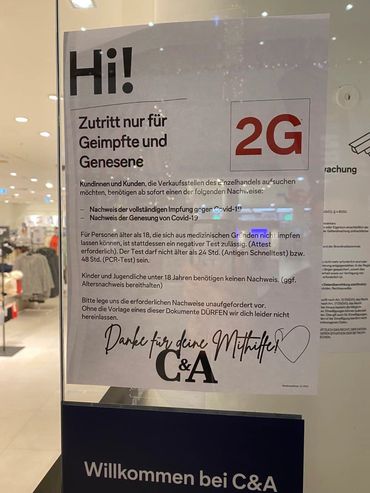 Hi!
Zutritt nur für
Geimpfte und
Genesene
2G
Kundinnen und Kunden, die Verkaufsstellen des Einzelhandels aufsuchen
möchten, benötigen ab sofort einen der folgenden Nachweise:
– Nachweis der vollständigen Impfung gegen Covid-19
– Nachweis der Genesung von Covid-19
Für Personen älter als 18, die sich aus medizinischen Gründen nicht impfen
lassen können, ist stattdessen ein negativer Test zulässig. (Attest
erforderlich). Der Test darf nicht älter als 24 Std. (Antigen Schnelltest) bzw.
48 Std. (PCR-Test) sein.
Kinder und Jugendliche unter 18 Jahren benötigen keinen Nachweis. (ggf.
Altersnachweis bereithalten)
Bitte lege uns die erforderlichen Nachweise unaufgefordert vor.
Ohne die Vorlage eines dieser Dokumente DÜRFEN wir dich leider nicht
hereinlassen.
Danke für deine Mithilfe!
C&A
Willkommen bei C&A
wachung